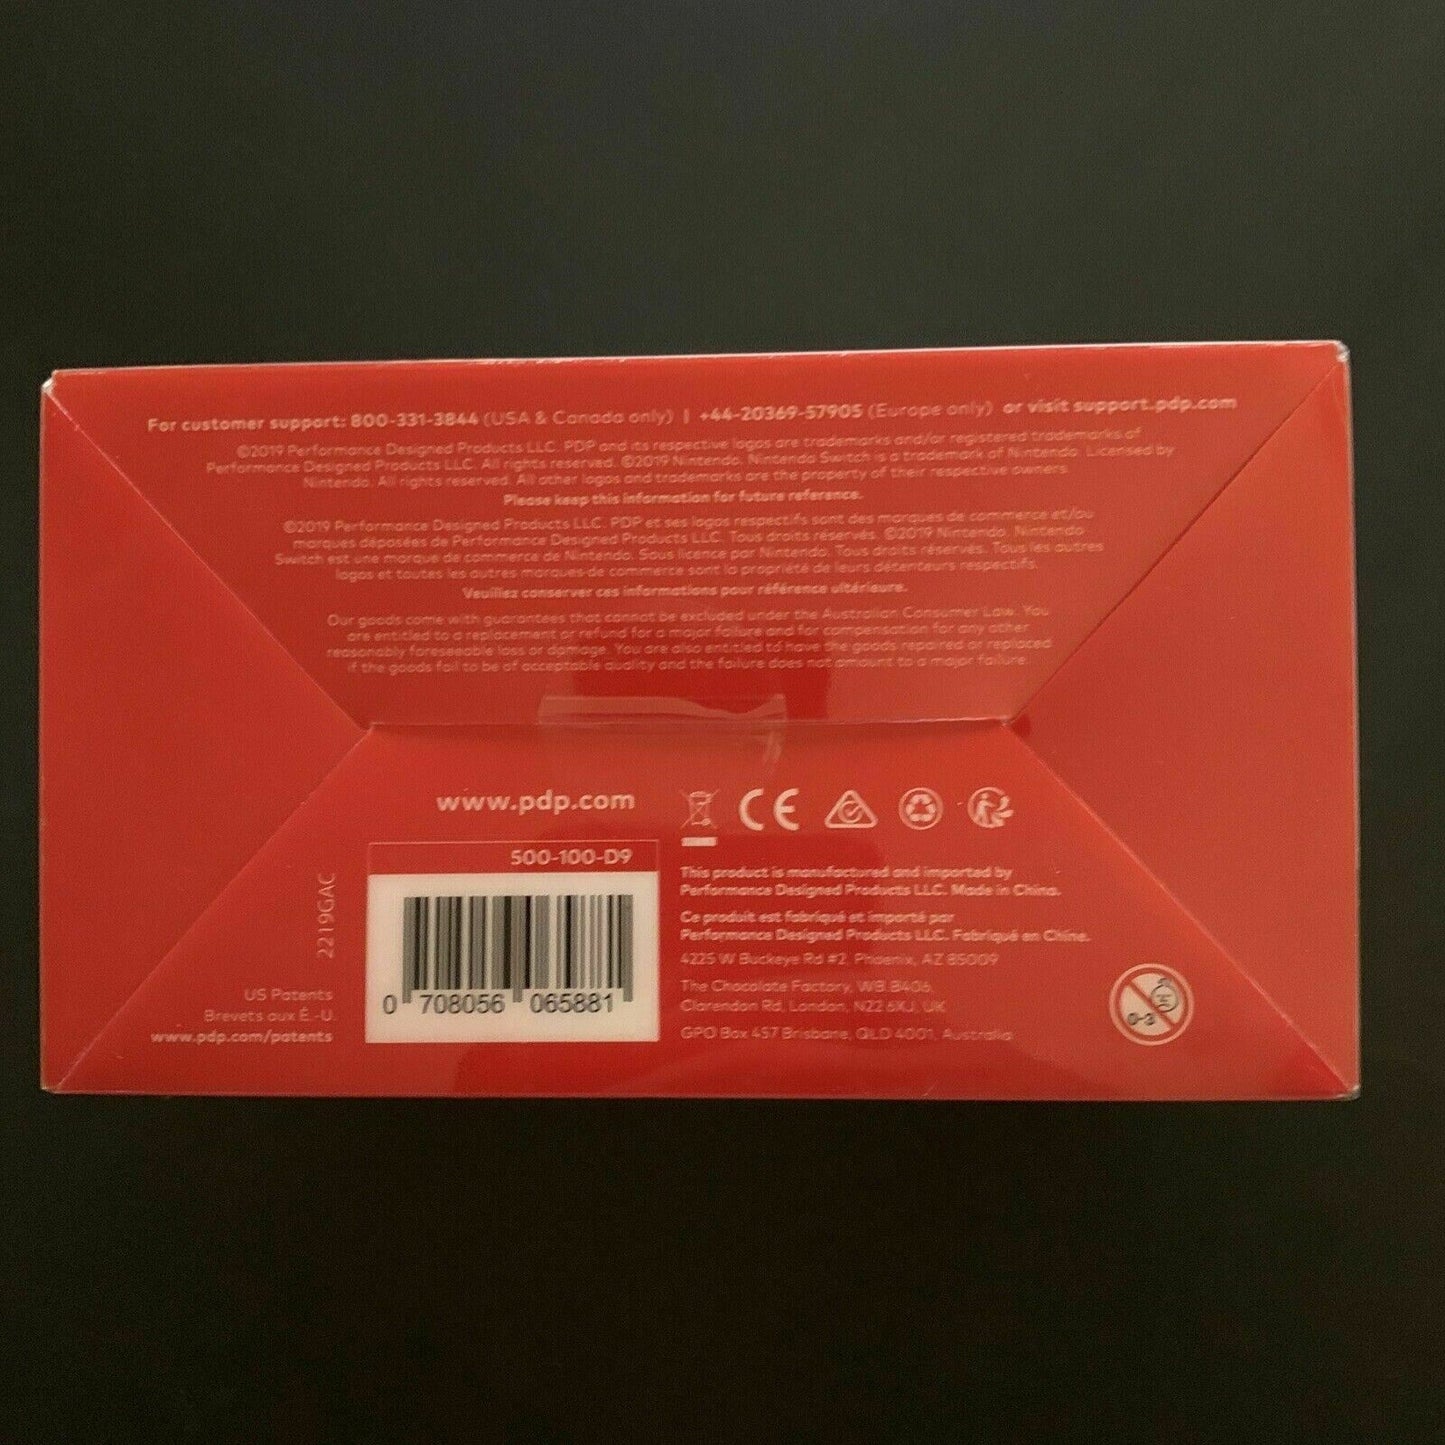 For customer support: 800-331-3844 (USA & Canada only) | +44-20369-57905 (Europe only) or visit support.pdp.com
©2019 Performance Designed Products LLC. PDP and its respective logos are trademarks and/or registered trademarks of
Performance Designed Products LLC. All rights reserved. ©2019 Nintendo. Nintendo Switch is a trademark of Nintendo. Licensed by
Nintendo. All rights reserved. All other logos and trademarks are the property of their respective owners.
Please keep this information for future reference.
©2019 Performance Designed Products LLC. PDP et ses logos respectifs sont des marques de commerce et/ou
marques déposées de Performance Designed Products LLC. Tous droits réservés. ©2019 Nintendo. Nintendo
Switch est une marque de commerce de Nintendo. Sous licence par Nintendo. Tous droits réservés. Tous les autres
logos et toutes les autres marques de commerce sont la propriété de leurs détenteurs respectifs.
Veuillez conserver ces informations pour référence ultérieure.
Our goods come with guarantees that cannot be excluded under the Australian Consumer Law. You
are entitled to a replacement or refund for a major failure and for compensation for any other
reasonably foreseeable loss or damage. You are also entitled to have the goods repaired or replaced
if the goods fail to be of acceptable quality and the failure does not amount to a major failure.
www.pdp.com
CE
500-100-D9
0 708056 065881
2219GAC
US Patents
Brevets aux É.-U.
www.pdp.com/patents
This product is manufactured and imported by
Performance Designed Products LLC. Made in China.
Ce produit est fabriqué et importé par
Performance Designed Products LLC. Fabriqué en Chine.
4225 W Buckeye Rd #2, Phoenix, AZ 85009
The Chocolate Factory, WB.B406,
Clarendon Rd, London, N22 6XJ, UK
GPO Box 457 Brisbane, QLD 4001, Australia
0-3